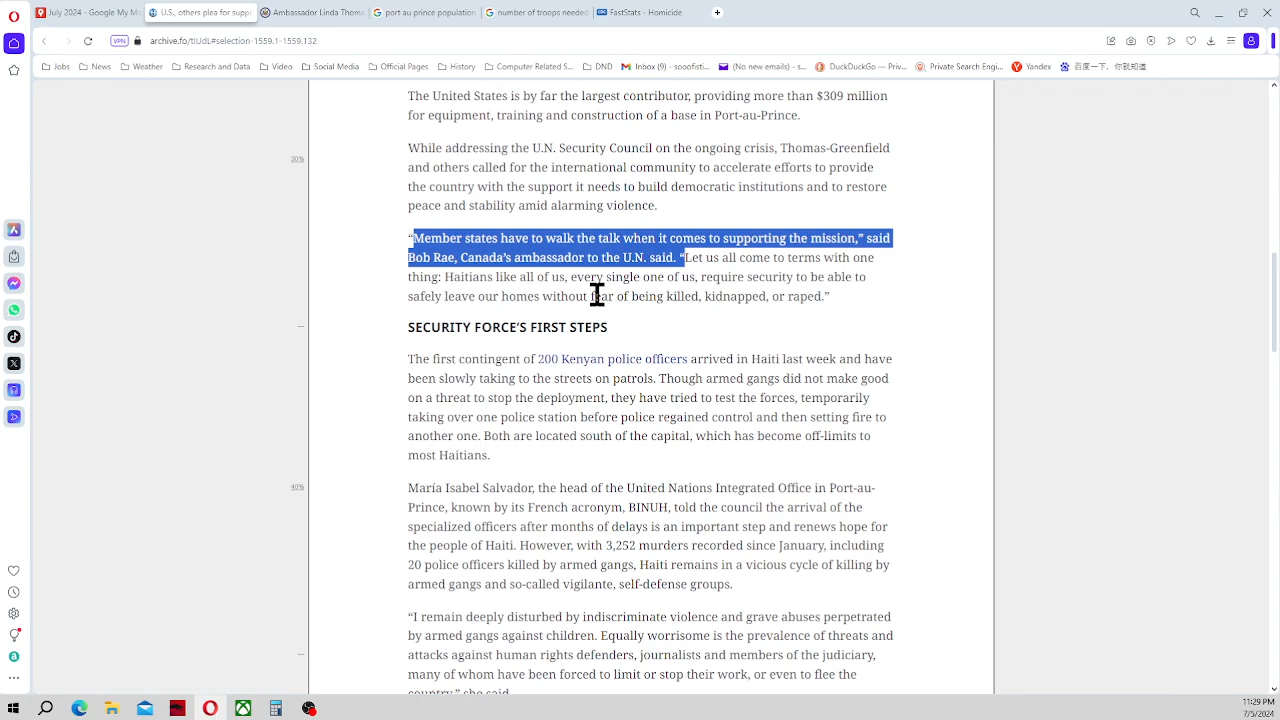 July 2024 - Google My M
U.S., others plea for supp
Ambassador Linda Thoma
port au prince population
number of troops needed
FastStats - Homicide
VPN
archive.fo/tIUdL#selection-1559.1-1559.132
Jobs
News
Weather
Research and Data
Video
Social Media
Official Pages
History
Computer Related S...
DND
Inbox (9) - sooofisti...
(No new emails) - s...
DuckDuckGo — Priv...
Private Search Engi...
Yandex
百度一下，你就知道
The United States is by far the largest contributor, providing more than $309 million
for equipment, training and construction of a base in Port-au-Prince.
While addressing the U.N. Security Council on the ongoing crisis, Thomas-Greenfield
30%
and others called for the international community to accelerate efforts to provide
the country with the support it needs to build democratic institutions and to restore
peace and stability amid alarming violence.
“Member states have to walk the talk when it comes to supporting the mission,” said
Bob Rae, Canada’s ambassador to the U.N. said. “Let us all come to terms with one
thing: Haitians like all of us, every single one of us, require security to be able to
safely leave our homes without fear of being killed, kidnapped, or raped.”
SECURITY FORCE’S FIRST STEPS
The first contingent of 200 Kenyan police officers arrived in Haiti last week and have
been slowly taking to the streets on patrols. Though armed gangs did not make good
on a threat to stop the deployment, they have tried to test the forces, temporarily
taking over one police station before police regained control and then setting fire to
another one. Both are located south of the capital, which has become off-limits to
most Haitians.
40%
María Isabel Salvador, the head of the United Nations Integrated Office in Port-au-
Prince, known by its French acronym, BINUH, told the council the arrival of the
specialized officers after months of delays is an important step and renews hope for
the people of Haiti. However, with 3,252 murders recorded since January, including
20 police officers killed by armed gangs, Haiti remains in a vicious cycle of killing by
armed gangs and so-called vigilante, self-defense groups.
“I remain deeply disturbed by indiscriminate violence and grave abuses perpetrated
by armed gangs against children. Equally worrisome is the prevalence of threats and
attacks against human rights defenders, journalists and members of the judiciary,
many of whom have been forced to limit or stop their work, or even to flee the
country,” she said.
11:29 PM
7/5/2024